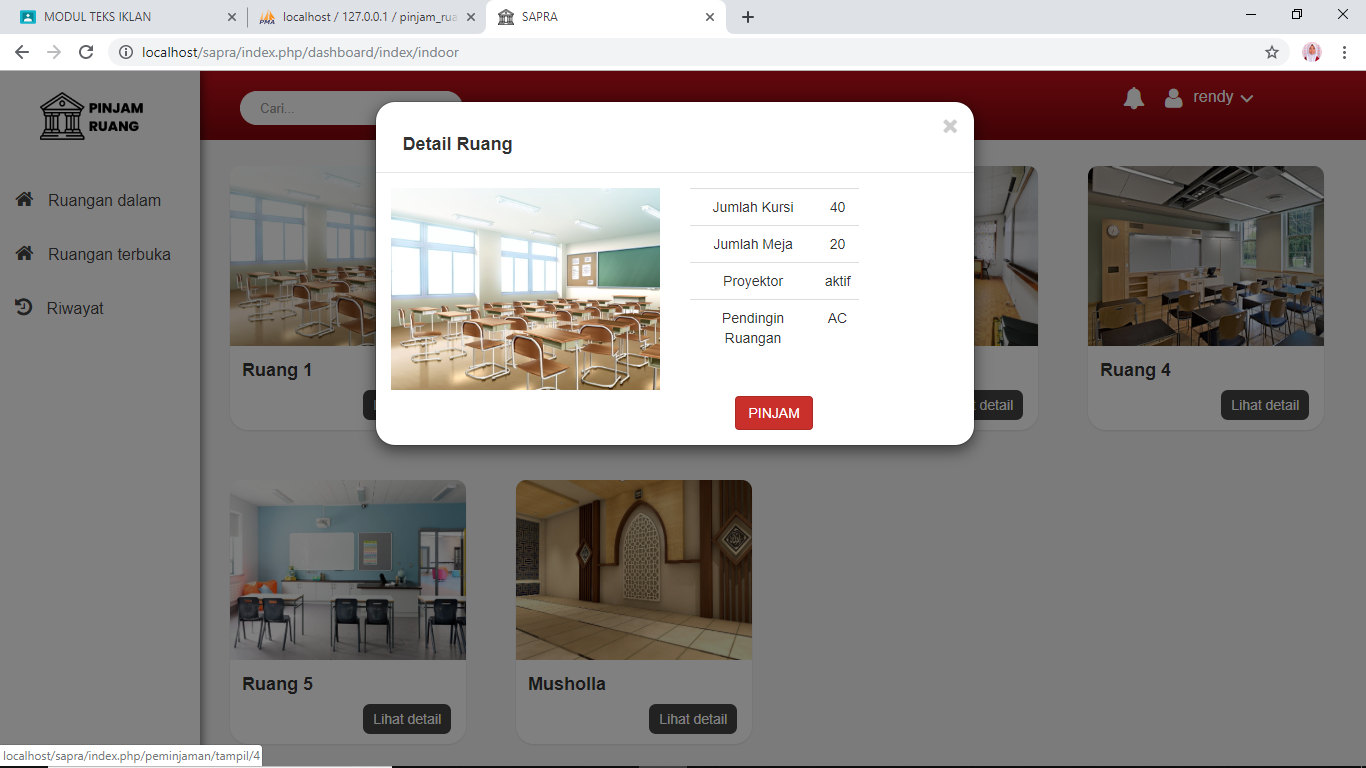 MODUL TEKS IKLAN
localhost / 127.0.0.1 / pinjam_rua
SAPRA
localhost/sapra/index.php/dashboard/index/indoor
PINJAM
RUANG
Cari...
rendy
Ruangan dalam
Ruangan terbuka
Riwayat
Detail Ruang
Jumlah Kursi 40
Jumlah Meja 20
Proyektor aktif
Pendingin AC
Ruangan
PINJAM
Ruang 1
Ruang 4
detail
Lihat detail
Ruang 5
Musholla
Lihat detail
Lihat detail
localhost/sapra/index.php/peminjaman/tampil/4